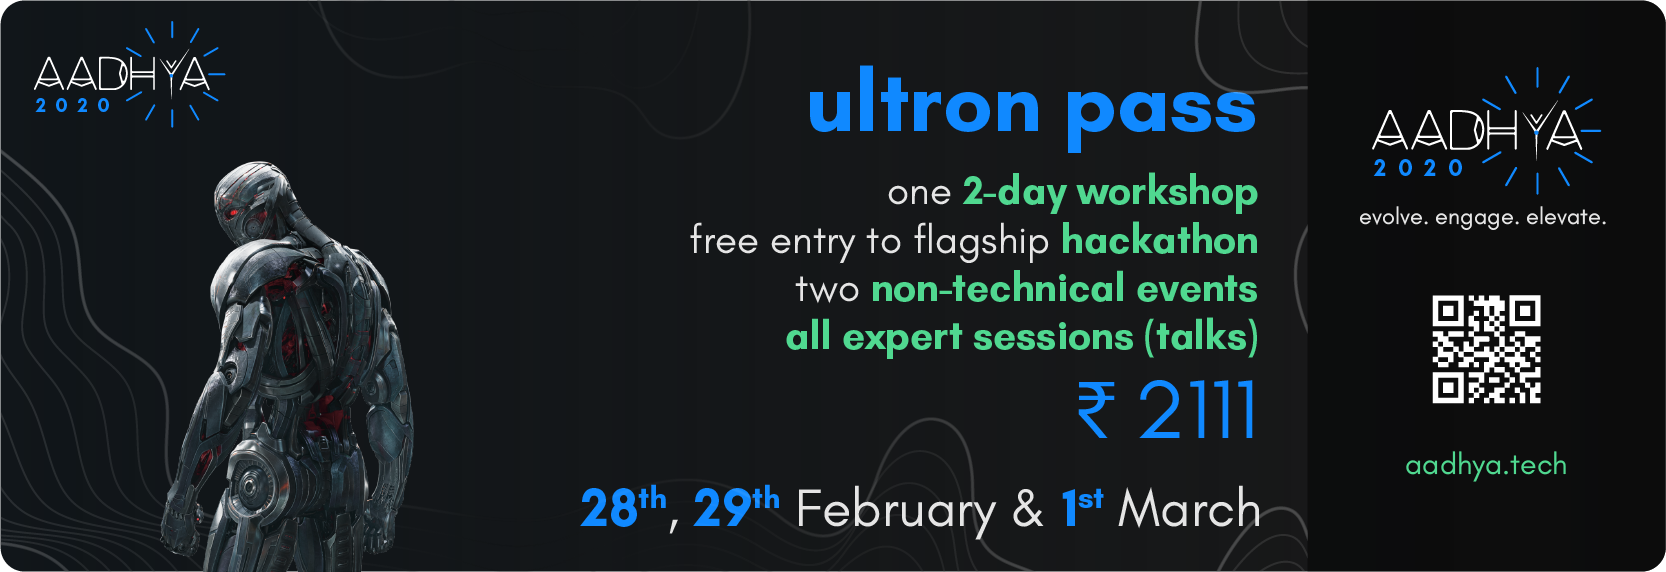 AADHYA
2020
ultron pass
one 2-day workshop
free entry to flagship hackathon
two non-technical events
all expert sessions (talks)
₹ 2111
28th, 29th February & 1st March
AADHYA
2020
evolve. engage. elevate.
aadhya.tech